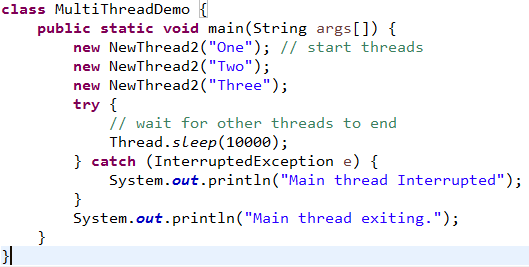 class MultiThreadDemo {
    public static void main(String args[]) {
        new NewThread2("One"); // start threads
        new NewThread2("Two");
        new NewThread2("Three");
        try {
            // wait for other threads to end
            Thread.sleep(10000);
        } catch (InterruptedException e) {
            System.out.println("Main thread Interrupted");
        }
        System.out.println("Main thread exiting.");
    }
}